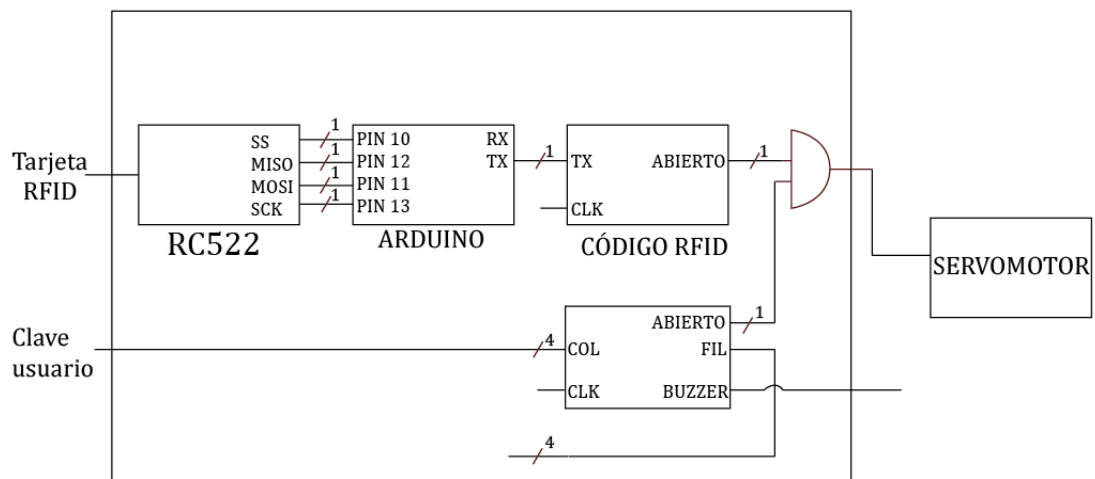 Tarjeta
RFID
SS
MISO
MOSI
SCK
1
1
1
1
RC522
PIN 10
PIN 12
PIN 11
PIN 13
RX
TX
ARDUINO
1
TX
CLK
ABIERTO
CÓDIGO RFID
1
SERVOMOTOR
Clave
usuario
4
COL
CLK
ABIERTO
FIL
BUZZER
1
4